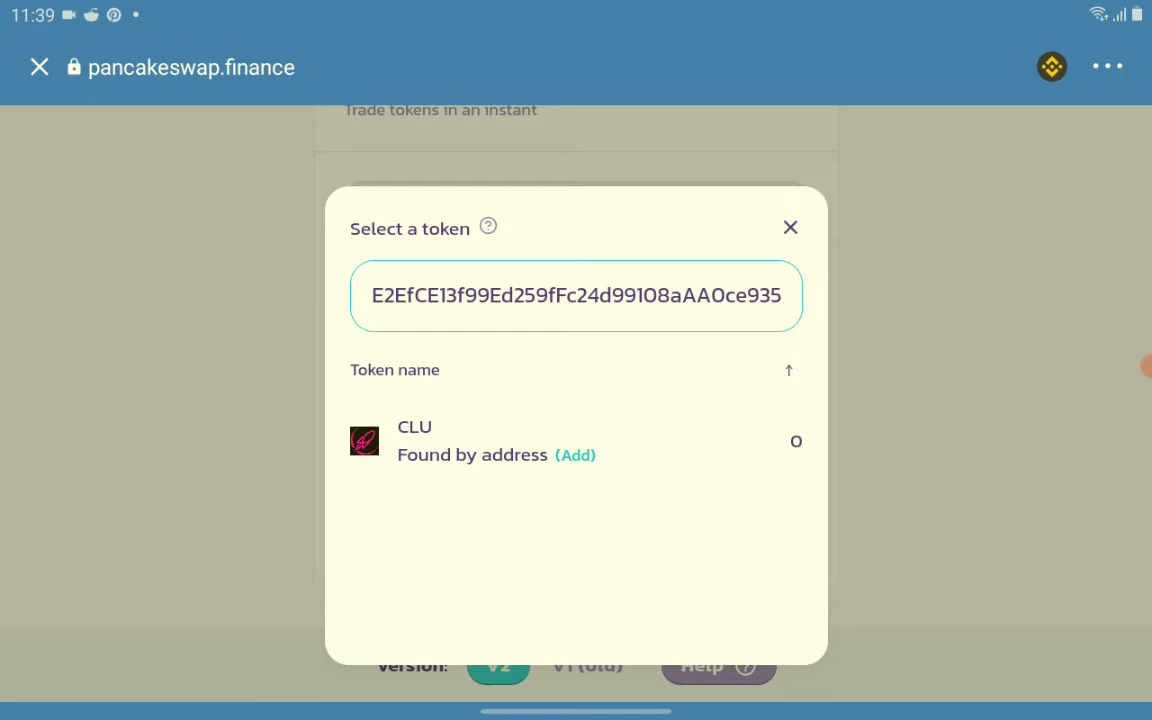 11:39
pancakeswap.finance
Trade tokens in an instant
Select a token
E2EfCE13f99Ed259fFc24d99108aAA0ce935
Token name ↑
CLU
Found by address (Add)
0
Version: V2 V1 (old) Help